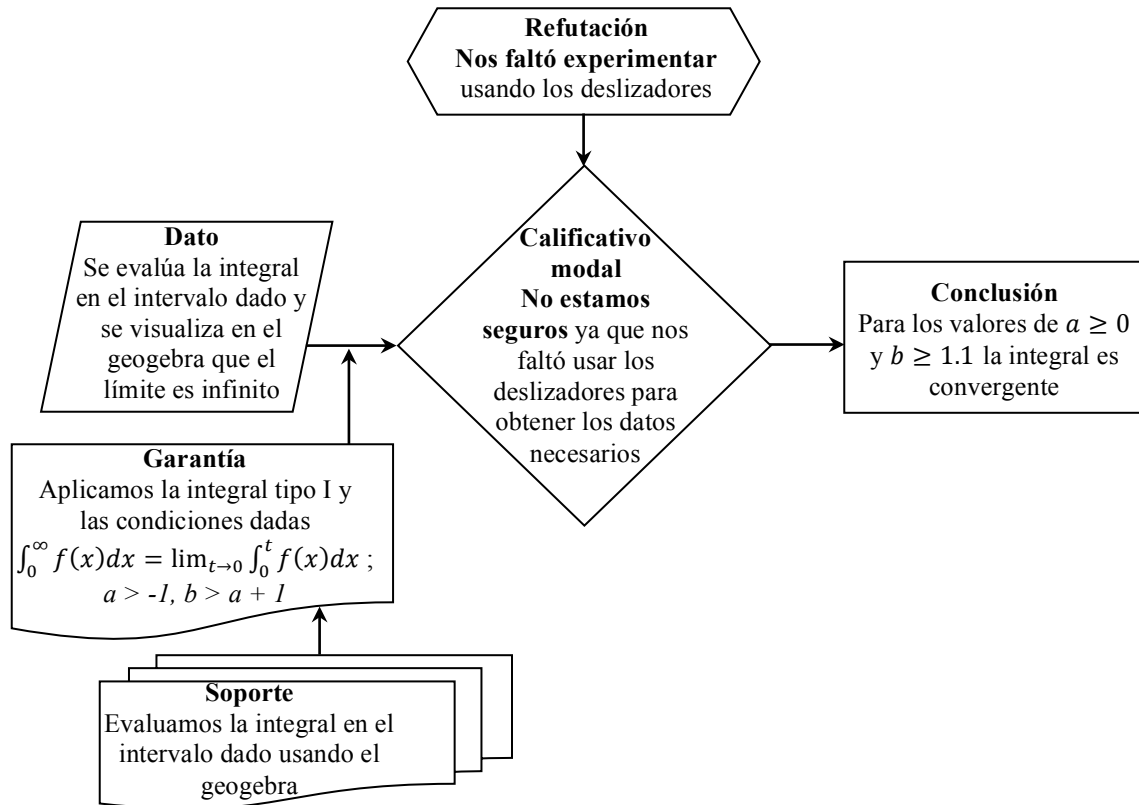 Refutación
Nos faltó experimentar
usando los deslizadores
Dato
Se evalúa la integral
en el intervalo dado y
se visualiza en el
geogebra que el
límite es infinito
Calificativo
modal
No estamos
seguros ya que nos
faltó usar los
deslizadores para
obtener los datos
necesarios
Conclusión
Para los valores de a ≥ 0
y b ≥ 1.1 la integral es
convergente
Garantía
Aplicamos la integral tipo I y
las condiciones dadas
∫₀^∞ f(x)dx = lim_{t→0} ∫₀^t f(x)dx ;
a > -1, b > a + 1
Soporte
Evaluamos la integral en el
intervalo dado usando el
geogebra